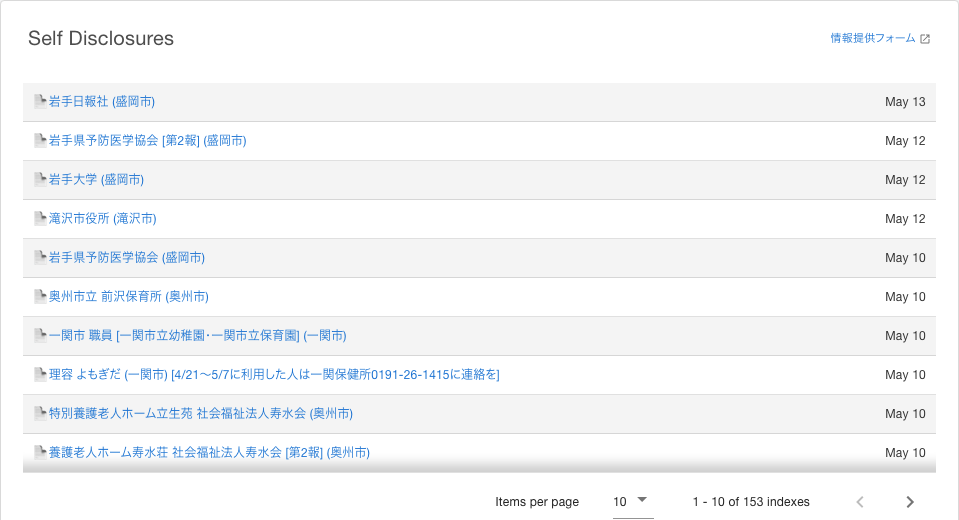 Self Disclosures
情報提供フォーム
岩手日報社 (盛岡市) May 13
岩手県予防医学協会 [第2報] (盛岡市) May 12
岩手大学 (盛岡市) May 12
滝沢市役所 (滝沢市) May 12
岩手県予防医学協会 (盛岡市) May 10
奥州市立 前沢保育所 (奥州市) May 10
一関市 職員 [一関市立幼稚園･一関市立保育園] (一関市) May 10
理容 よもぎだ (一関市) [4/21〜5/7に利用した人は一関保健所0191-26-1415に連絡を] May 10
特別養護老人ホーム立生苑 社会福祉法人寿水会 (奥州市) May 10
養護老人ホーム寿水荘 社会福祉法人寿水会 [第2報] (奥州市) May 10
Items per page 10 1 - 10 of 153 indexes